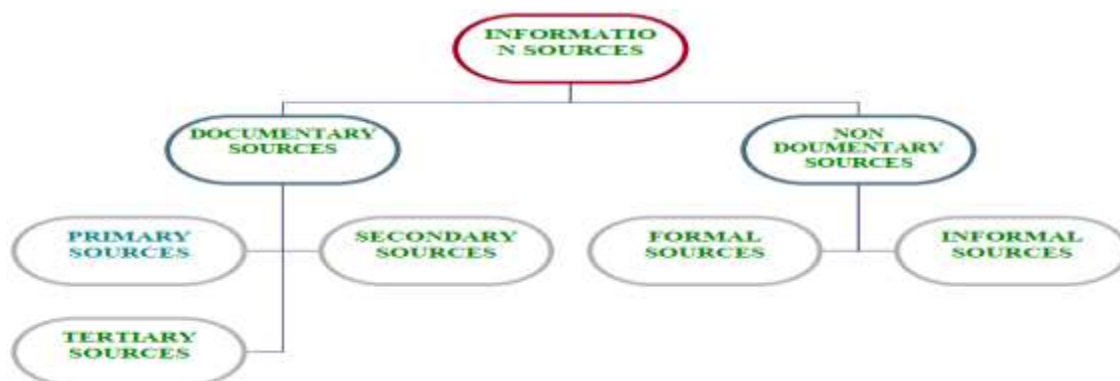 INFORMATIO
N SOURCES
DOCUMENTARY
SOURCES
NON
DOUMENTARY
SOURCES
PRIMARY
SOURCES
SECONDARY
SOURCES
FORMAL
SOURCES
INFORMAL
SOURCES
TERTIARY
SOURCES